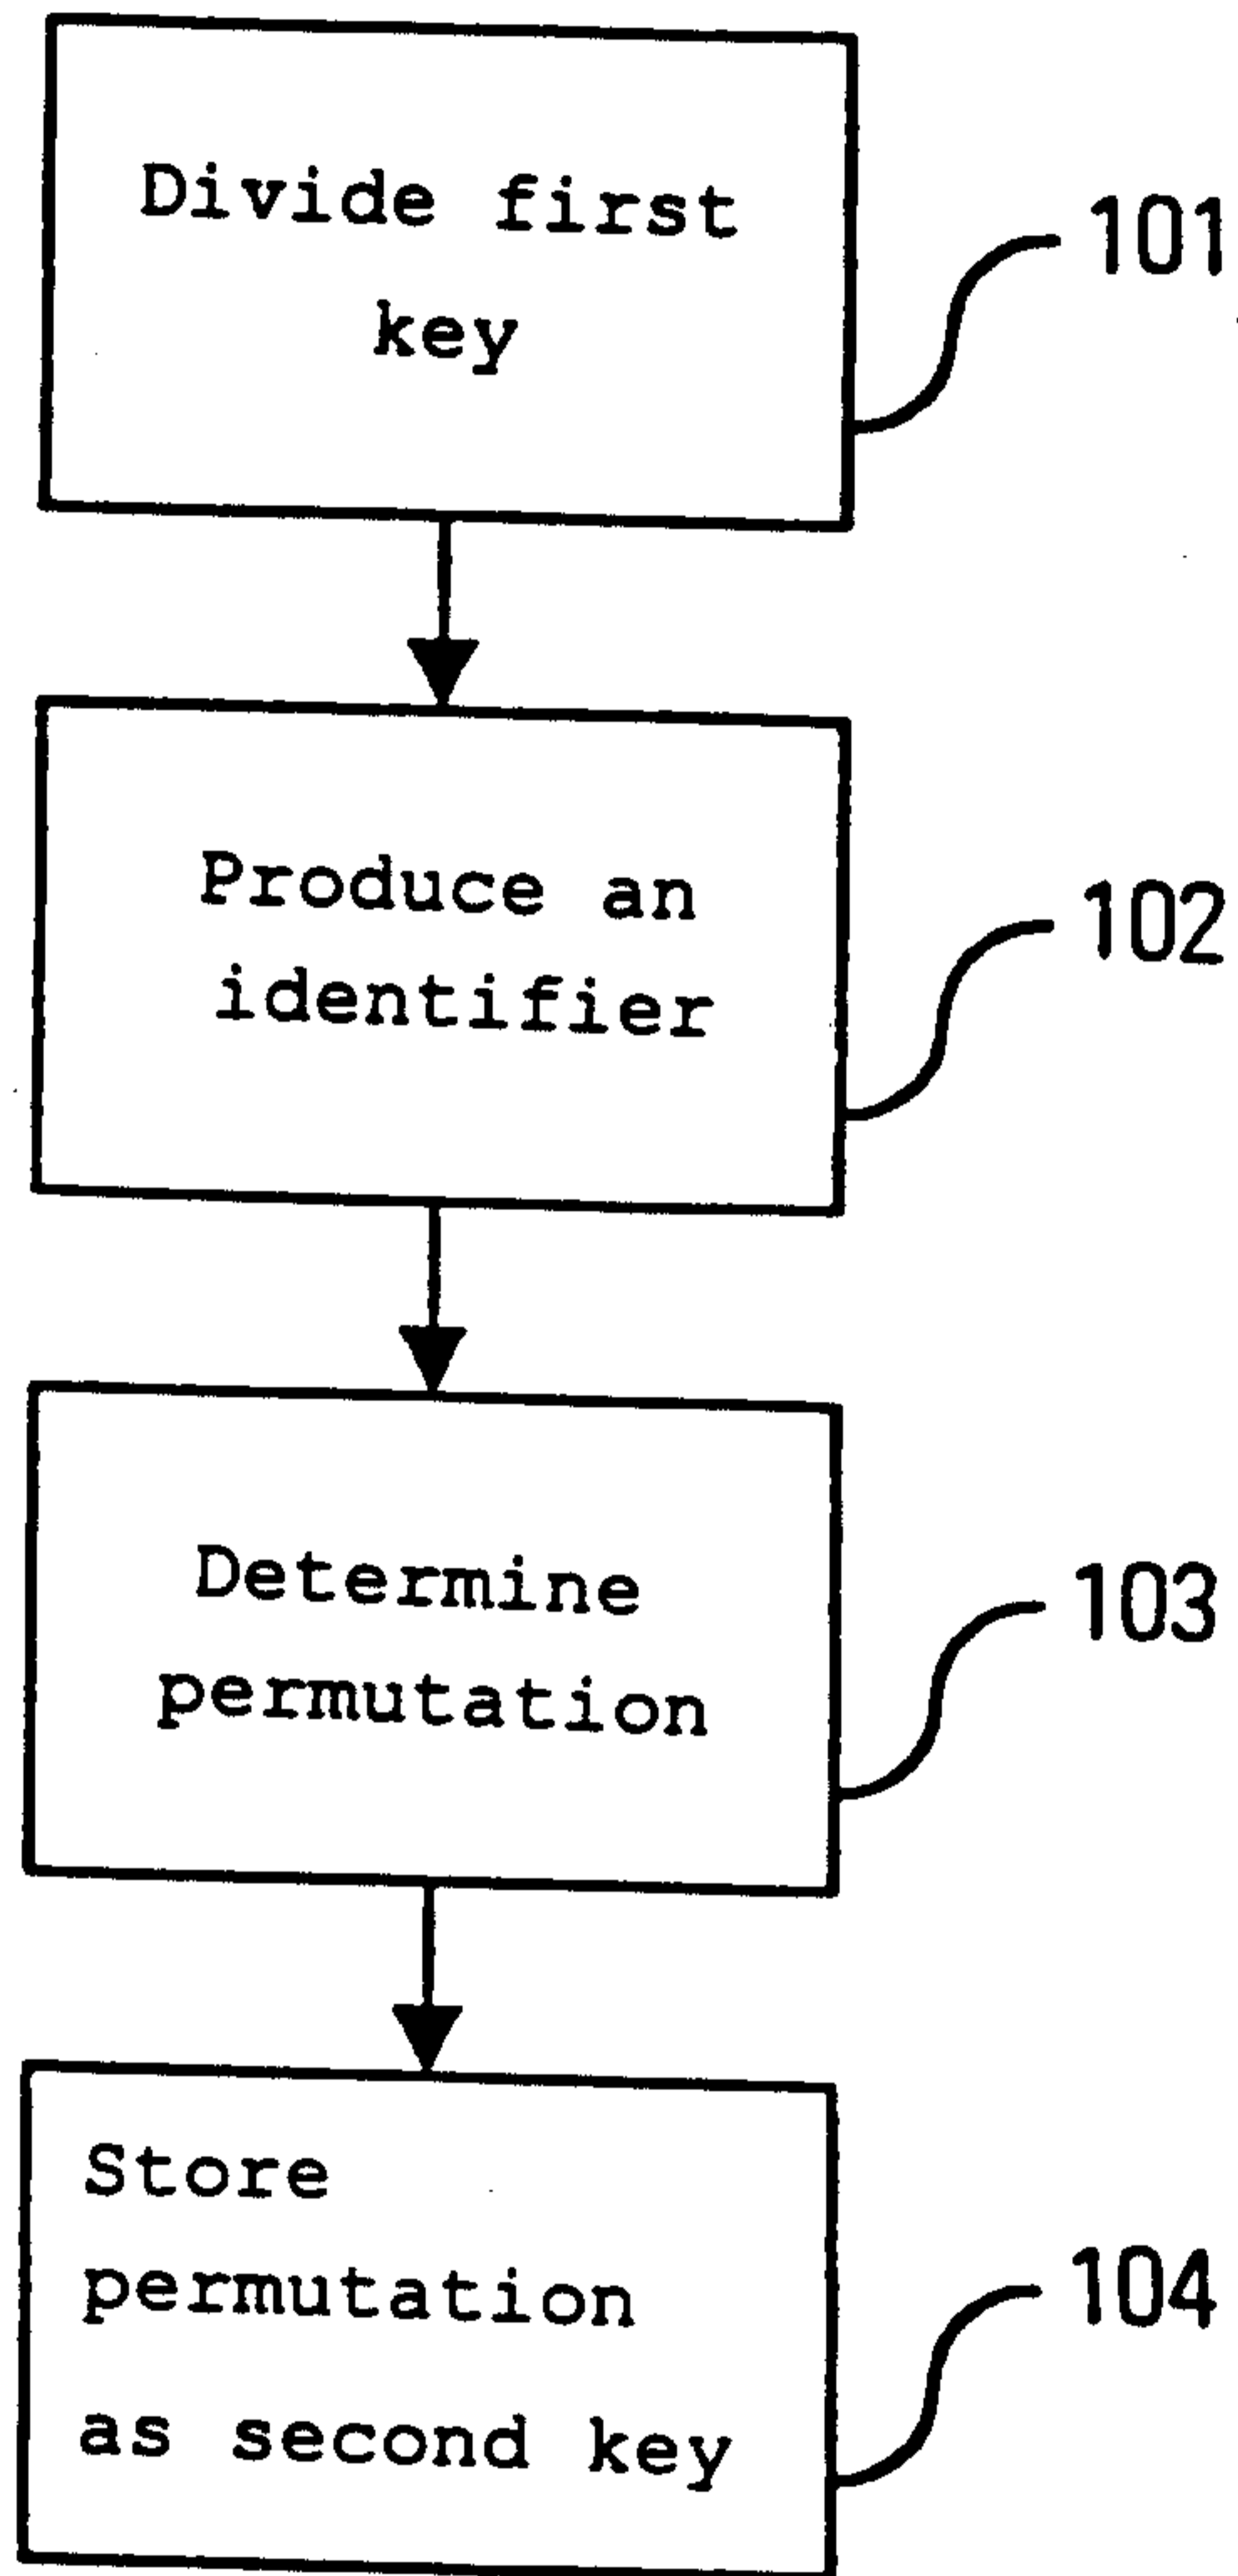 Divide first
key
101
Produce an
identifier
102
Determine
permutation
103
Store
permutation
as second key
104